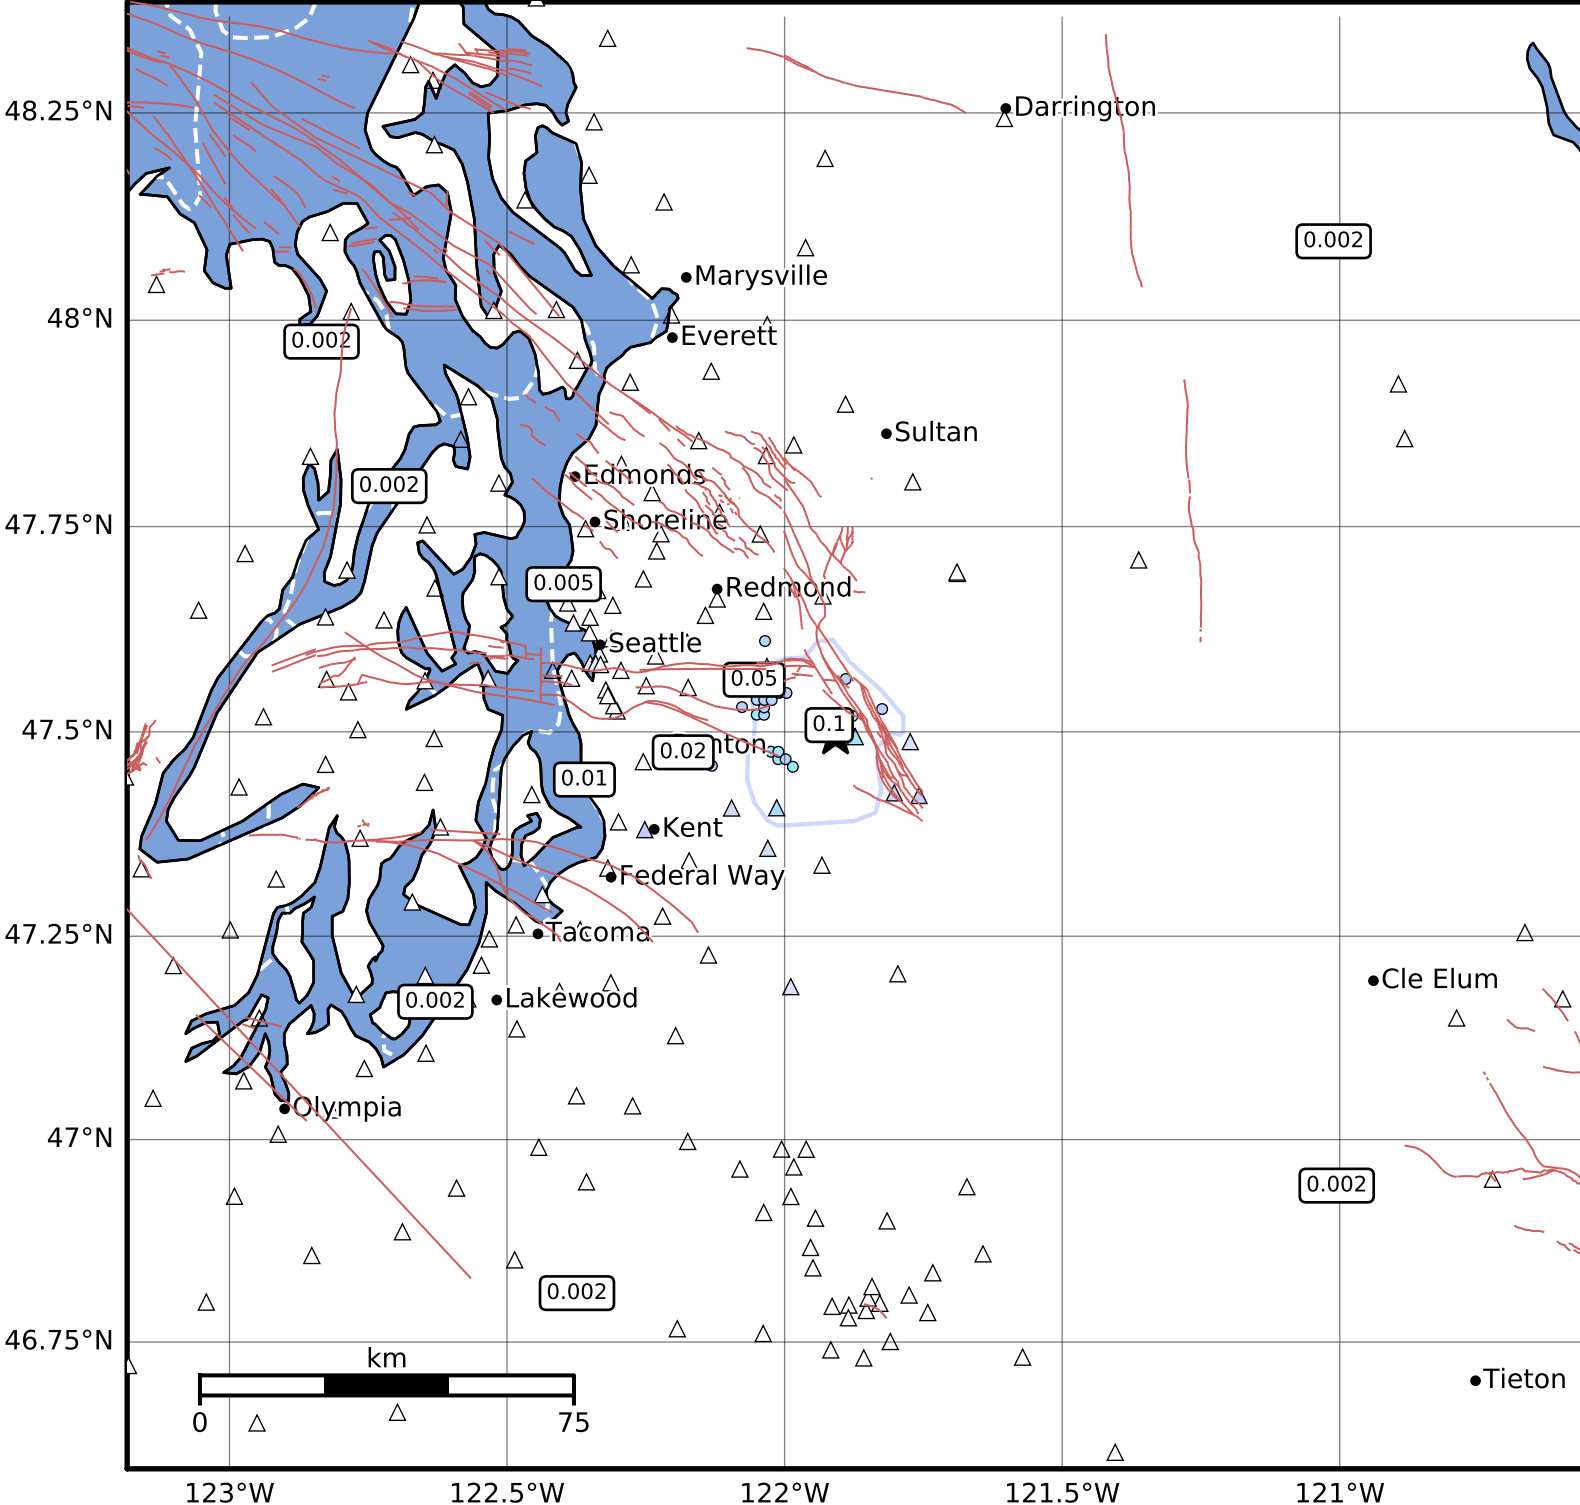 48.25°N
Darrington
0.002
Marysville
48°N
Everett
0.002
Sultan
Edmonds
0.002
47.75°N
Shoreline
0.005
Redmond
Seattle
0.05
0.1
47.5°N
0.02
nton
0.01
Kent
Federal Way
47.25°N
Tacoma
Cle Elum
0.002
Lakewood
Olympia
47°N
0.002
0.002
46.75°N
km
0
75
Tieton
123°W
122.5°W
122°W
121.5°W
121°W